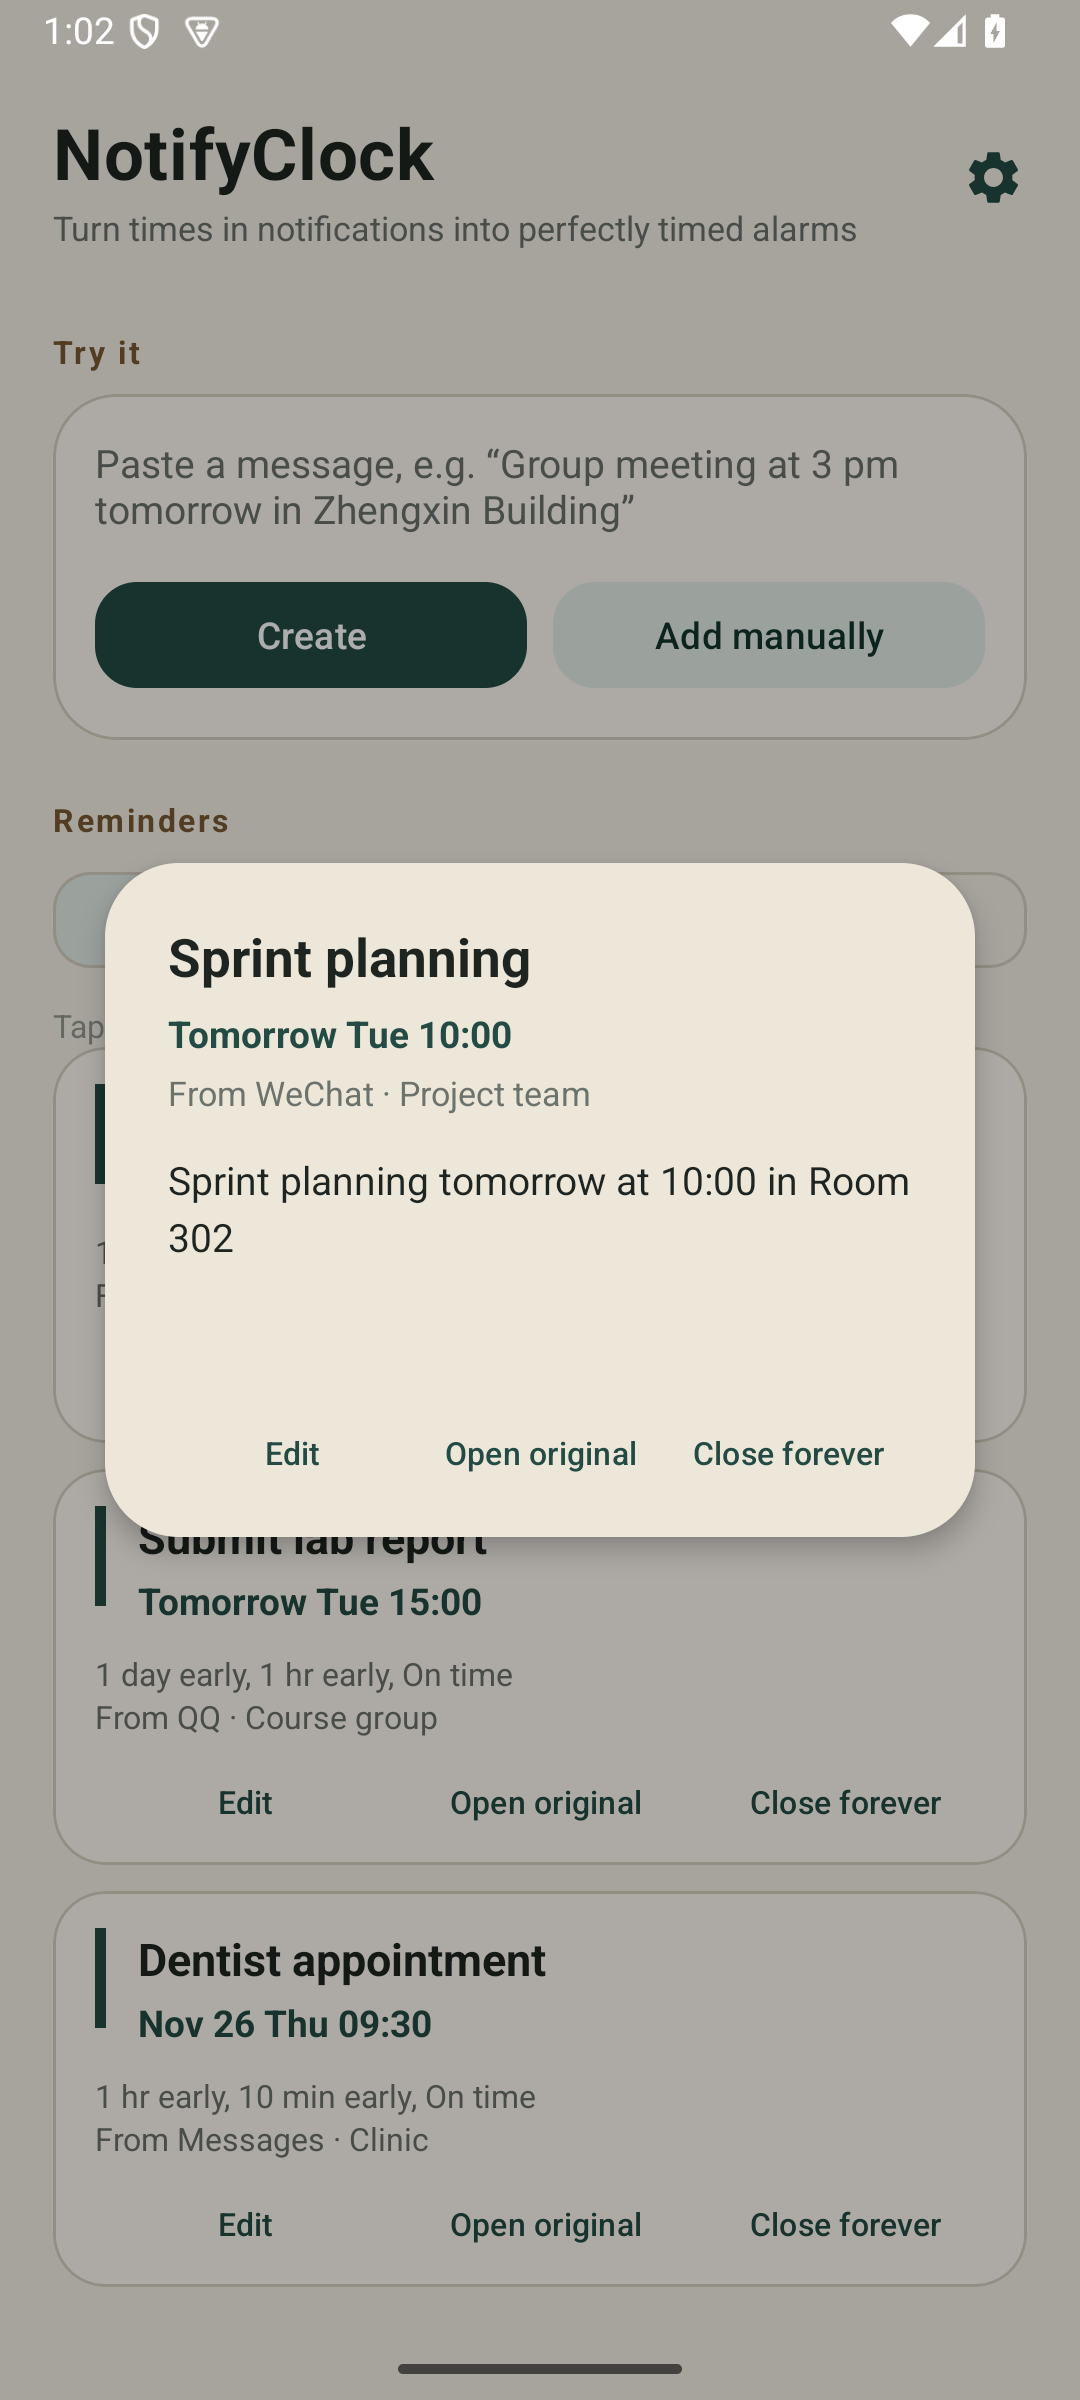 1:02
NotifyClock
Turn times in notifications into perfectly timed alarms
Try it
Paste a message, e.g. “Group meeting at 3 pm
tomorrow in Zhengxin Building”
Create
Add manually
Reminders
Tap
Sprint planning
Tomorrow Tue 10:00
From WeChat · Project team
Sprint planning tomorrow at 10:00 in Room
302
Edit
Open original
Close forever
Submit lab report
Tomorrow Tue 15:00
1 day early, 1 hr early, On time
From QQ · Course group
Edit
Open original
Close forever
Dentist appointment
Nov 26 Thu 09:30
1 hr early, 10 min early, On time
From Messages · Clinic
Edit
Open original
Close forever